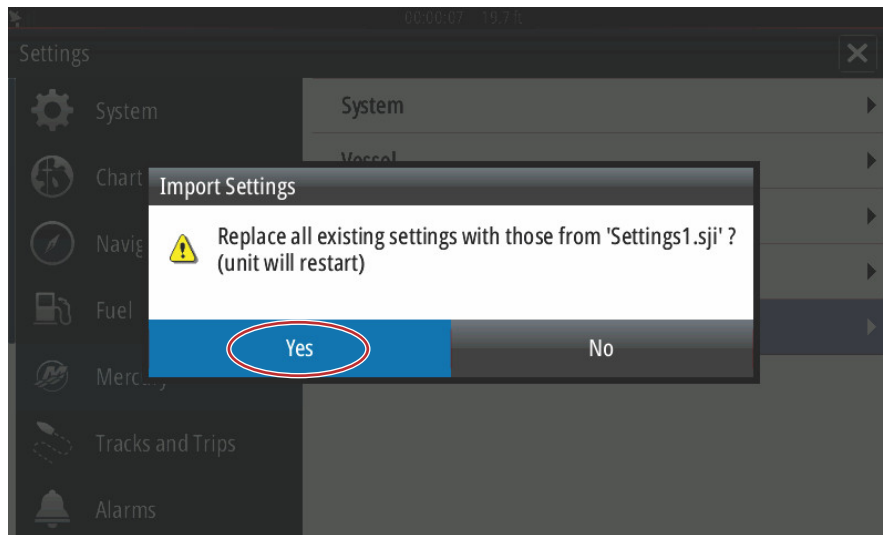 00:00:07 19.7 ft
Settings
System
System
Chart
Vessel
Import Settings
Replace all existing settings with those from 'Settings1.sji' ?
(unit will restart)
Navig
Fuel
Yes
No
Tracks and Trips
Alarms